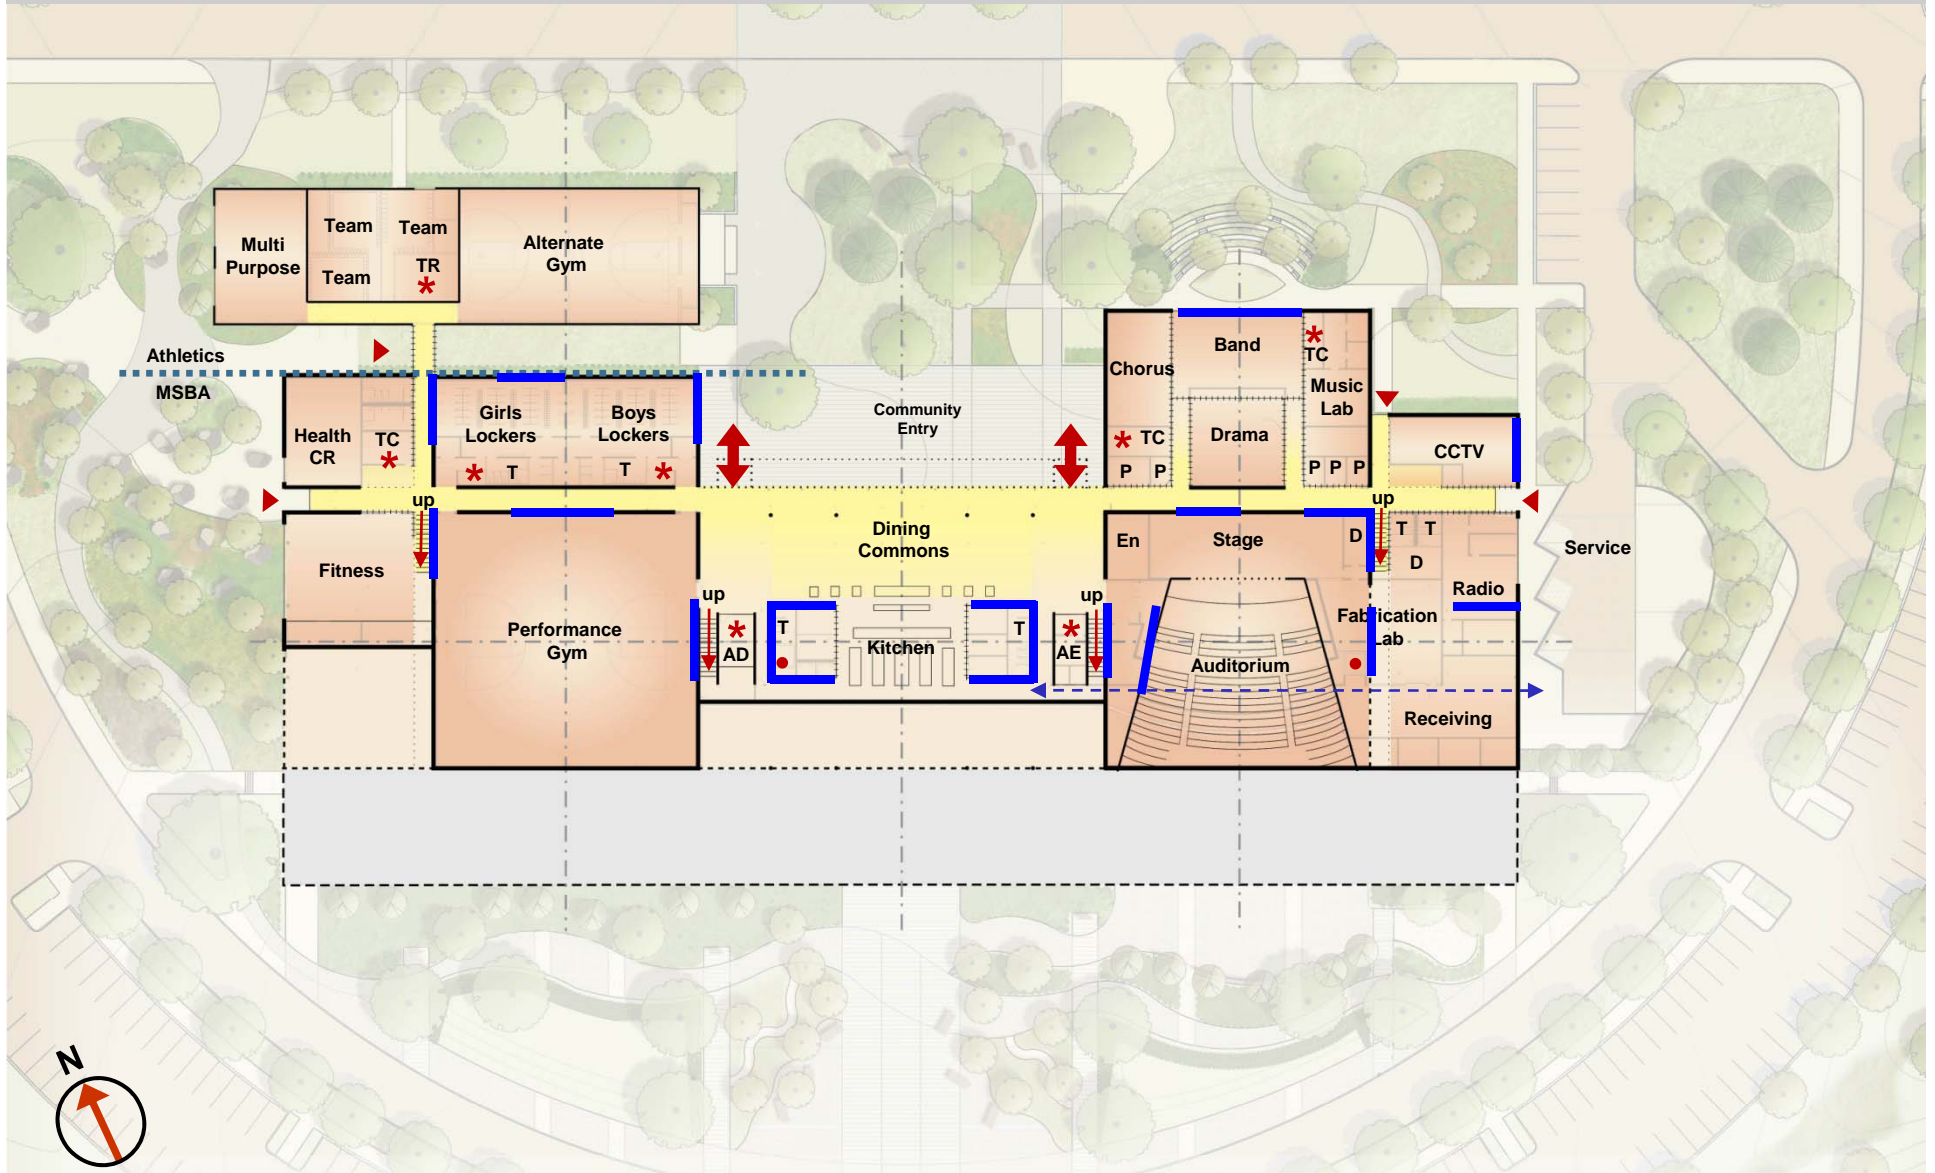 Team
Team
Multi
Purpose
Alternate
Gym
Team
TR
*
Athletics
MSBA
Band
*
TC
Chorus
Music
Lab
Girls
Lockers
Boys
Lockers
Community
Entry
Health
CR
TC
*
Drama
* TC
CCTV
* T
T *
P P
P P P
up
up
Dining
Commons
En
Stage
D
T T
D
Service
Fitness
Radio
up
up
Performance
Gym
*
AD
T
Kitchen
T
*
AE
Fabrication
Lab
Auditorium
Receiving
N